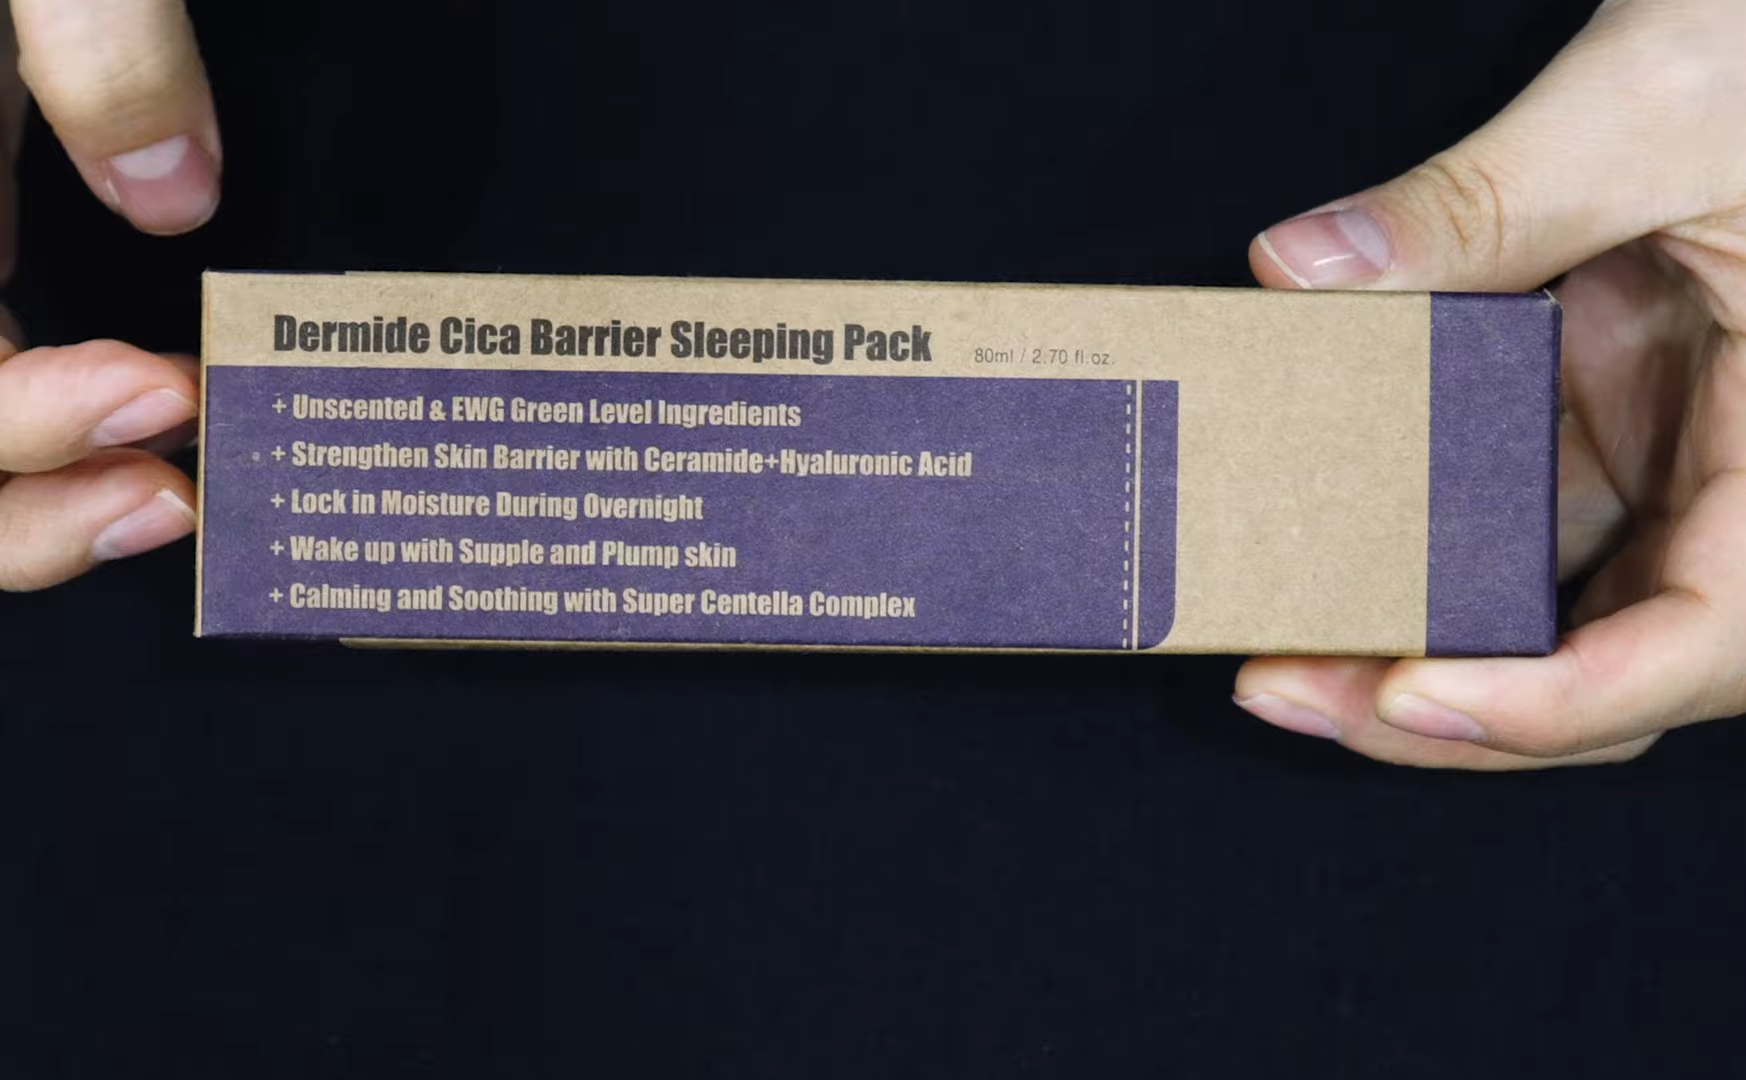 Dermide Cica Barrier Sleeping Pack 80ml / 2.70 fl.oz.
+ Unscented & EWG Green Level Ingredients
+ Strengthen Skin Barrier with Ceramide+Hyaluronic Acid
+ Lock in Moisture During Overnight
+ Wake up with Supple and Plump skin
+ Calming and Soothing with Super Centella Complex